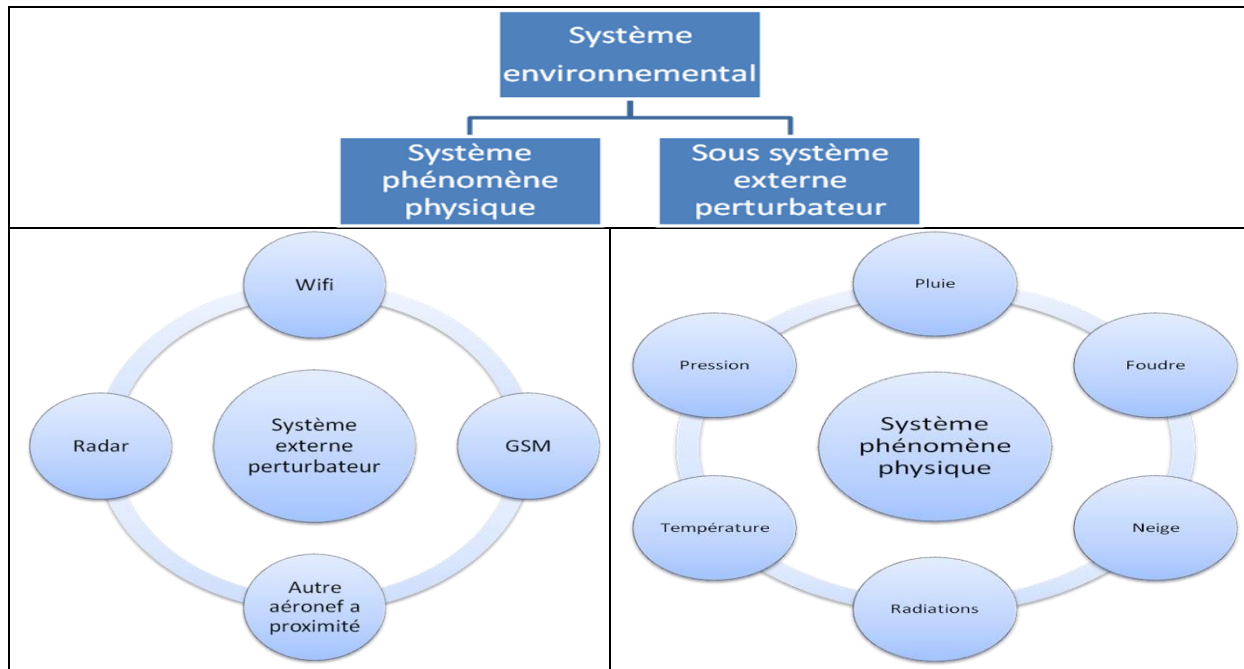 Système
environnemental
Système
phénomène
physique
Sous système
externe
perturbateur
Wifi
Radar
Système
externe
perturbateur
GSM
Autre
aéronef a
proximité
Pluie
Pression
Foudre
Système
phénomène
physique
Température
Neige
Radiations